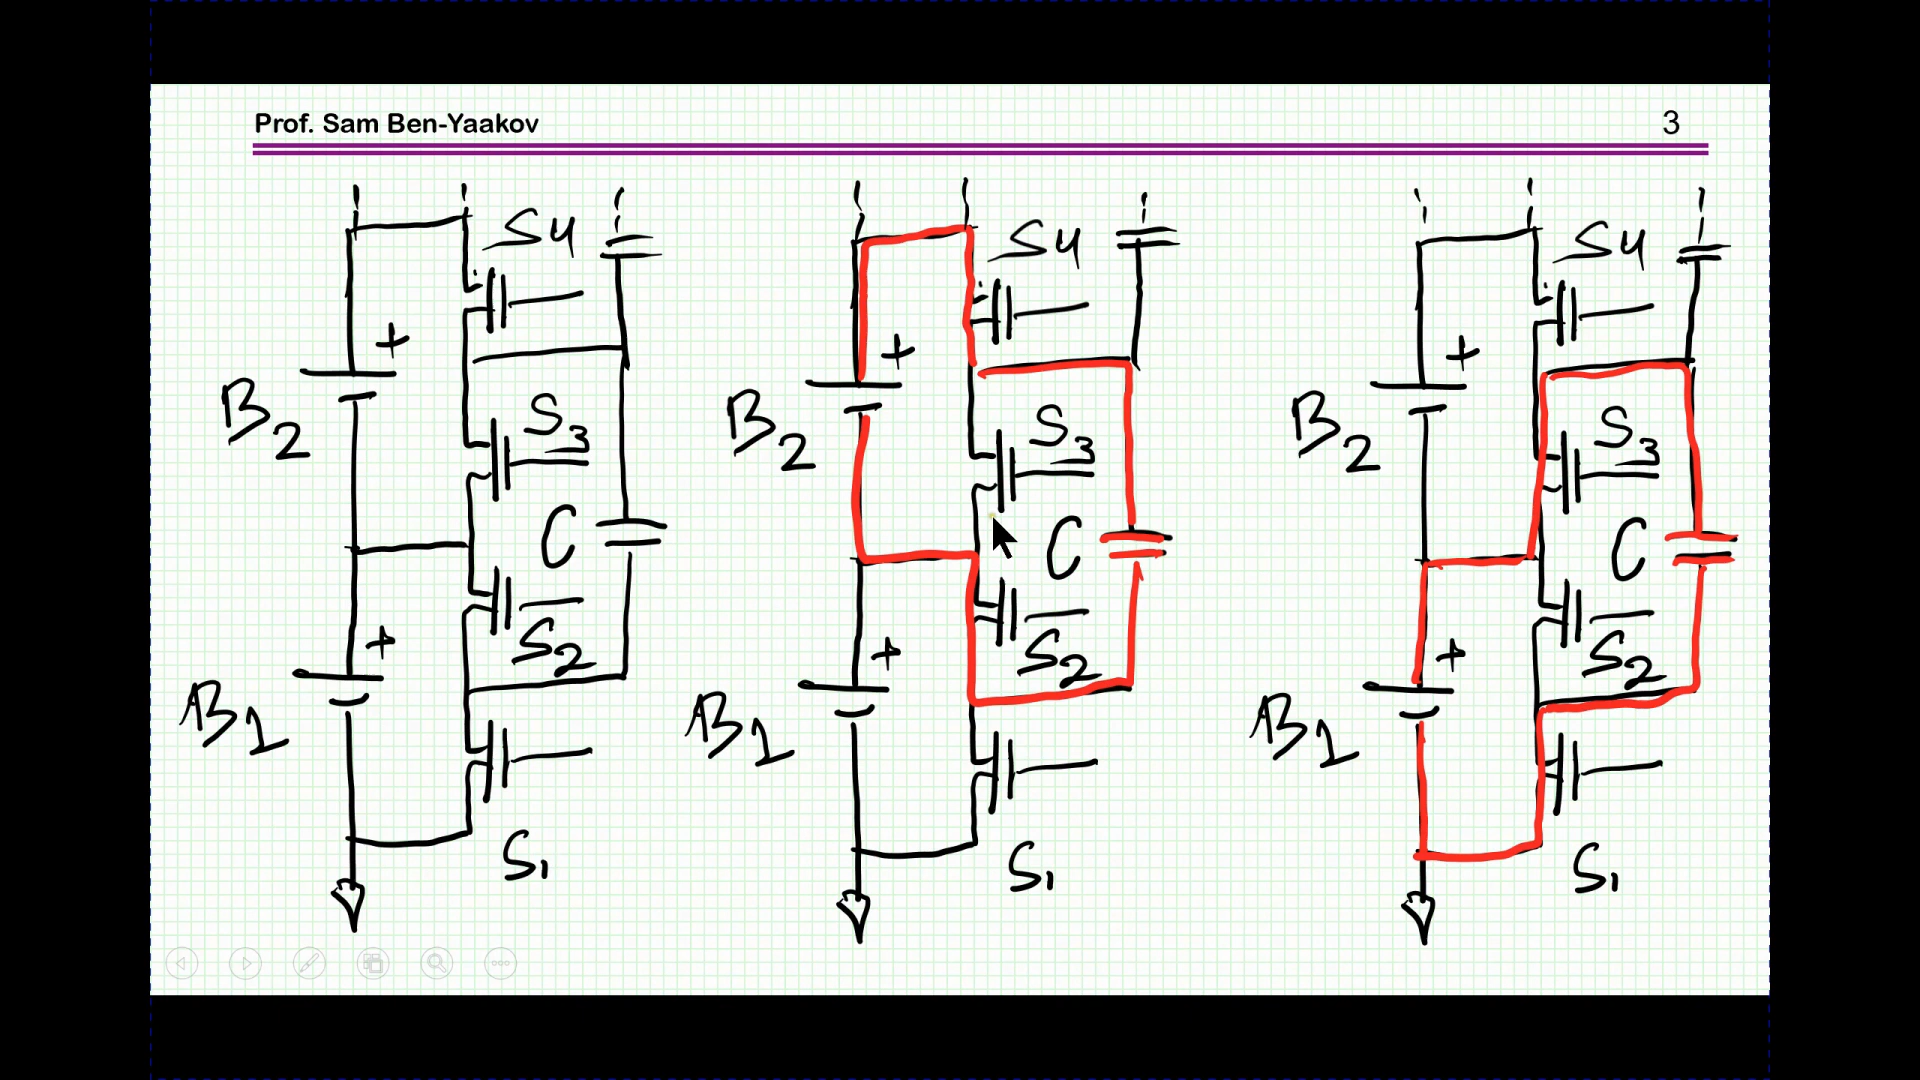 Prof. Sam Ben-Yaakov 3
S4 S4 S4
+ + +
B2 S3 B2 S3 B2 S3
C C C
+ S2 + S2 + S2
B1 B1 B1
S1 S1 S1